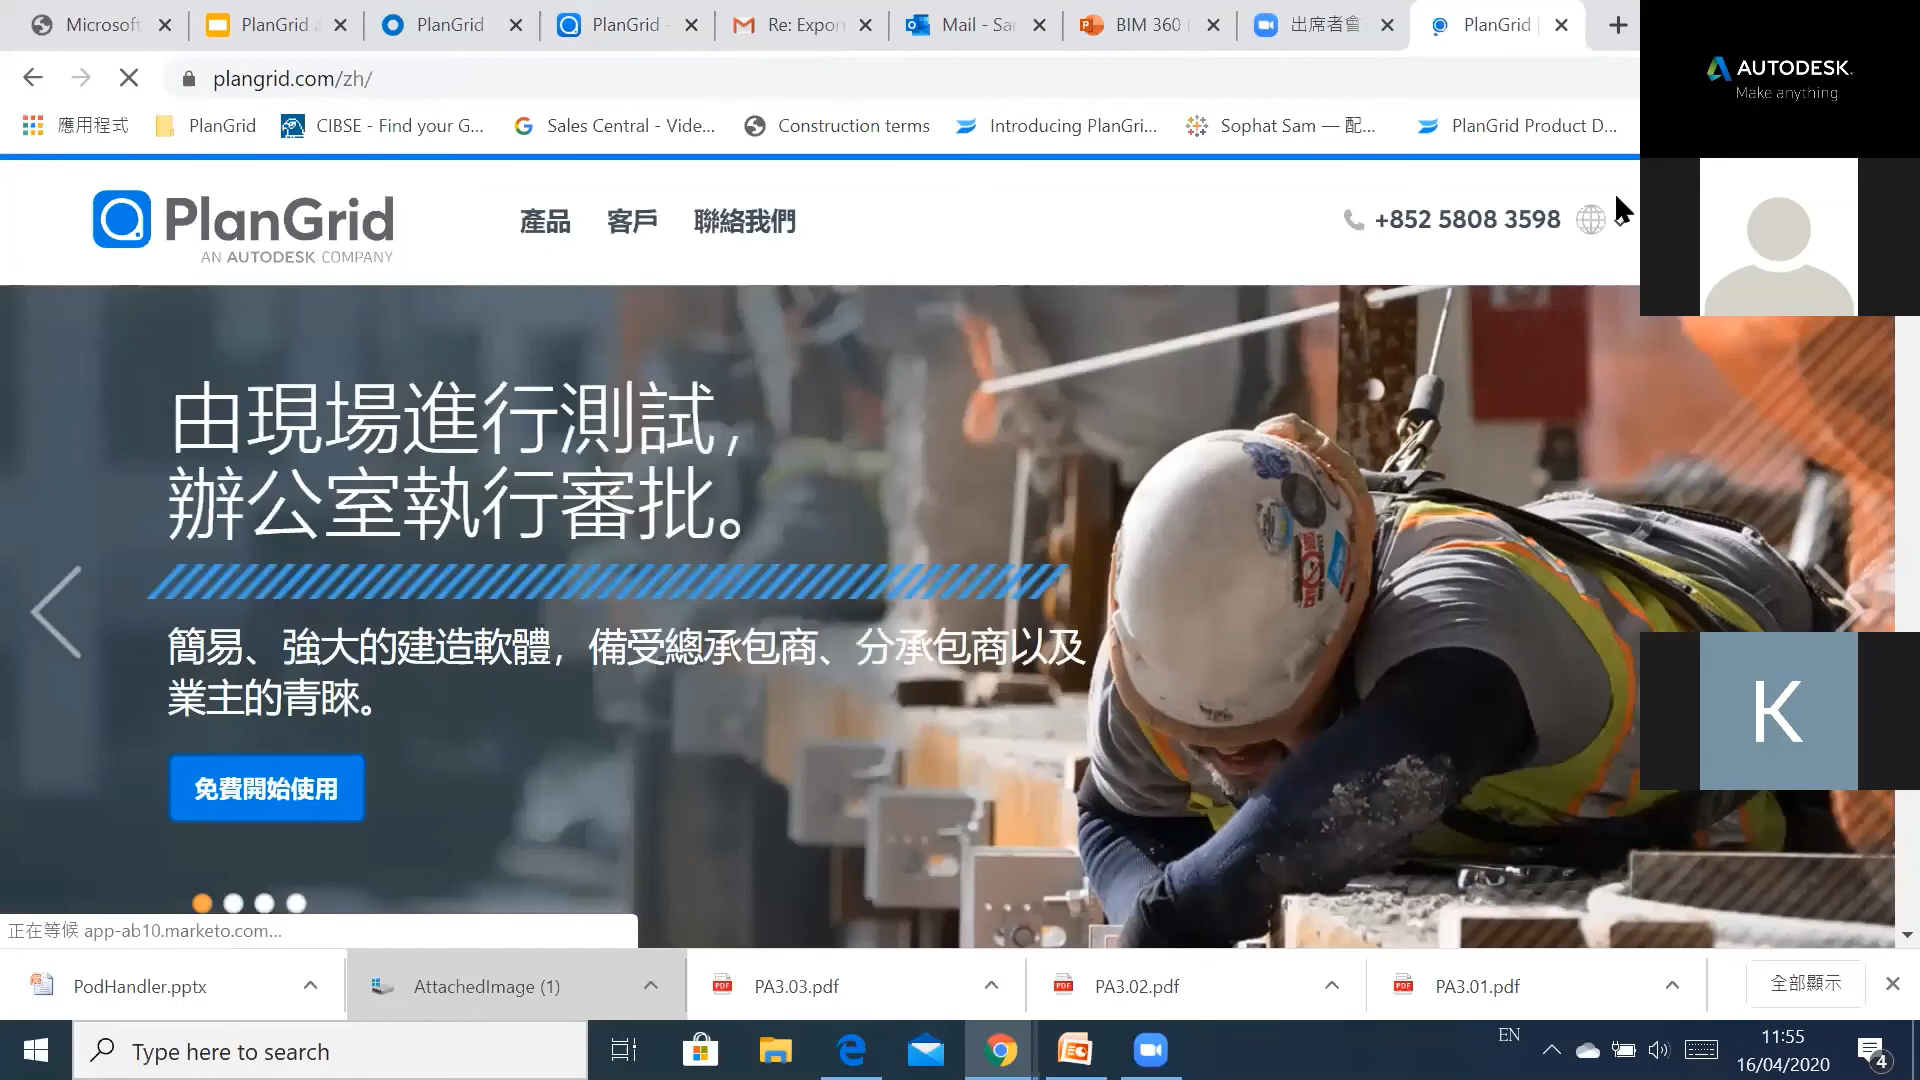 Microsoft
PlanGrid a
PlanGrid
PlanGrid -
Re: Expor
Mail - Sar
BIM 360 (
出席者會
PlanGrid |
plangrid.com/zh/
應用程式
PlanGrid
CIBSE - Find your G...
Sales Central - Vide...
Construction terms
Introducing PlanGri...
Sophat Sam — 配...
PlanGrid Product D...
AUTODESK.
Make anything.
PlanGrid
AN AUTODESK COMPANY
產品
客戶
聯絡我們
+852 5808 3598
由現場進行測試,
辦公室執行審批。
簡易、強大的建造軟體，備受總承包商、分承包商以及
業主的青睞。
免費開始使用
K
正在等候 app-ab10.marketo.com...
PodHandler.pptx
AttachedImage (1)
PA3.03.pdf
PA3.02.pdf
PA3.01.pdf
全部顯示
Type here to search
EN
11:55
16/04/2020
4